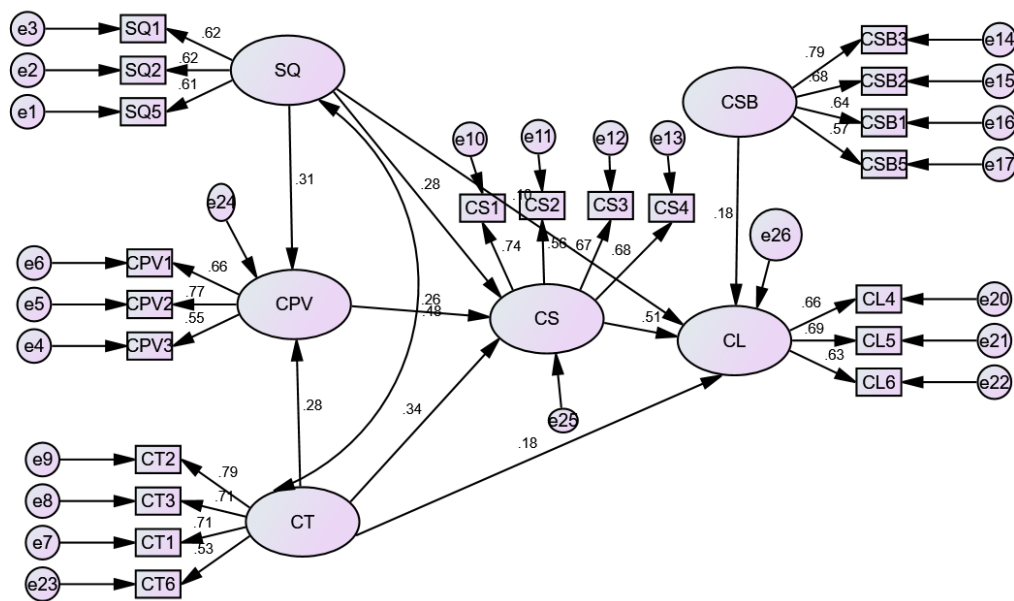 e3 SQ1 .62
e2 SQ2 .62
e1 SQ5 .61
SQ
CSB
.79 CSB3 e14
.68 CSB2 e15
.64 CSB1 e16
.57 CSB5 e17
.31
.28
.10
.18
e10 e11 e12 e13
CS1 CS2 CS3 CS4
.74 .56 .67 .68
e24
e26
e6 CPV1 .66
e5 CPV2 .77
e4 CPV3 .55
CPV
.26
.48
CS
.51
CL
.66 CL4 e20
.69 CL5 e21
.63 CL6 e22
e25
.28
.34
.18
e9 CT2 .79
e8 CT3 .71
e7 CT1 .71
e23 CT6 .53
CT